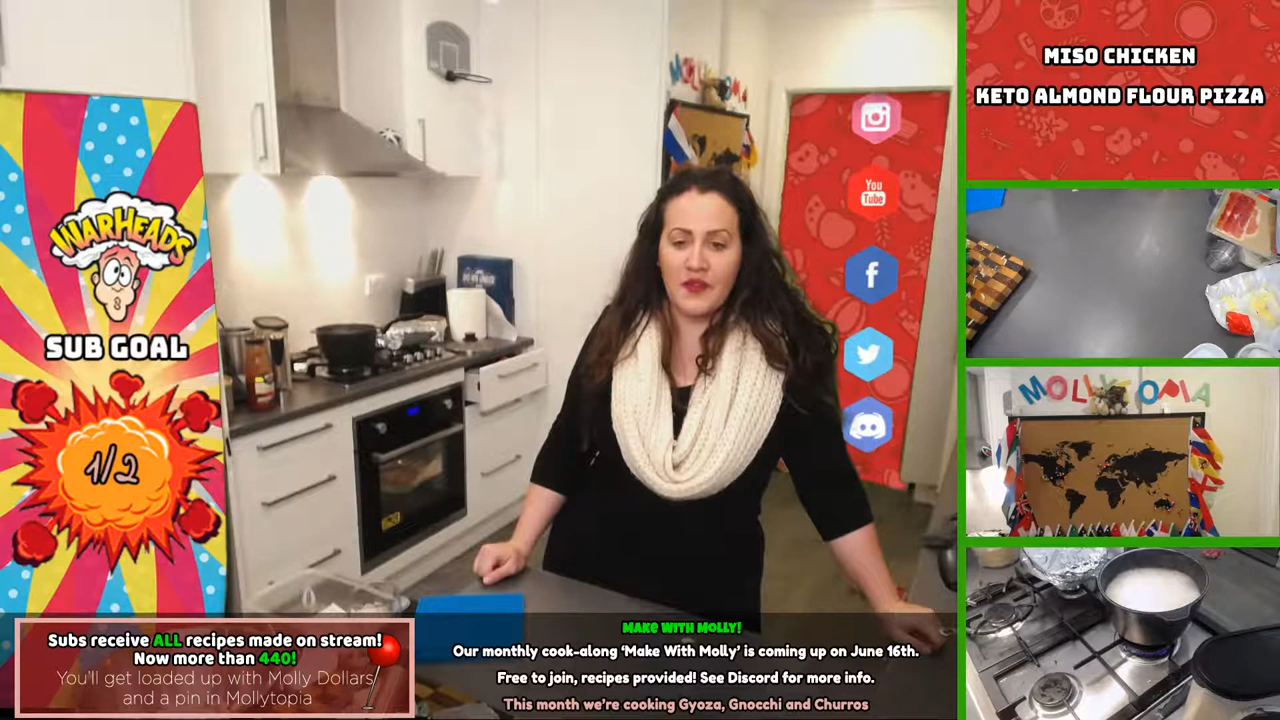 WARHEADS
SUB GOAL
1/2
MOLLY
You
Tube
MISO CHICKEN
KETO ALMOND FLOUR PIZZA
MOLLYTOPIA
Subs receive ALL recipes made on stream!
Now more than 440!
You'll get loaded up with Molly Dollars
and a pin in Mollytopia
MAKE WITH MOLLY!
Our monthly cook-along 'Make With Molly' is coming up on June 16th.
Free to join, recipes provided! See Discord for more info.
This month we're cooking Gyoza, Gnocchi and Churros